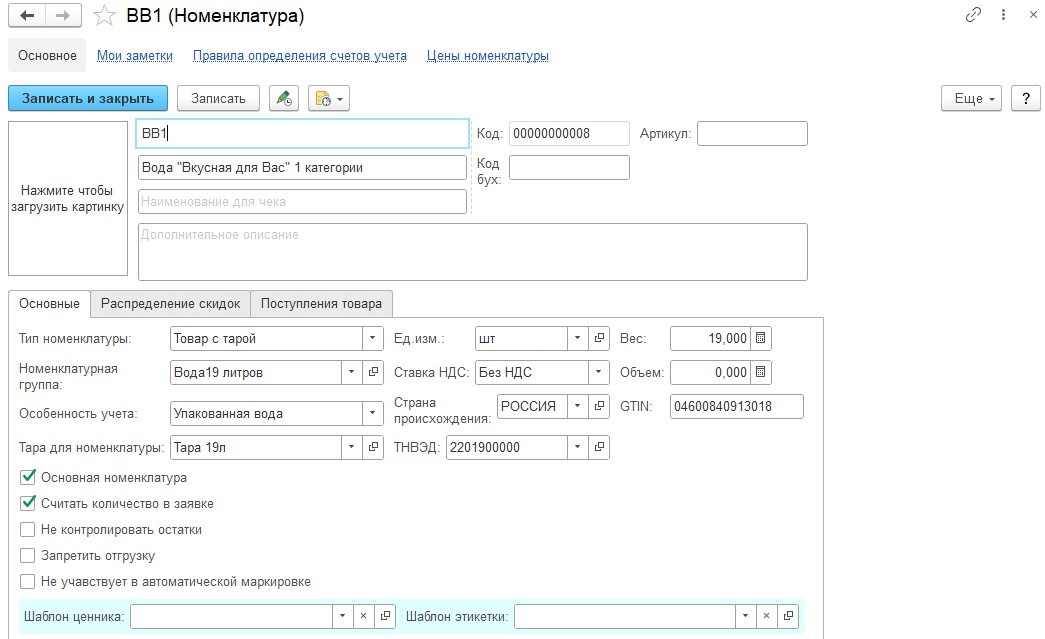 ВВ1 (Номенклатура)
Основное Мои заметки Правила определения счетов учета Цены номенклатуры
Записать и закрыть Записать Еще ?
ВВ1 Код: 00000000008 Артикул:
Вода "Вкусная для Вас" 1 категории Код бух:
Нажмите чтобы загрузить картинку
Наименование для чека
Дополнительное описание
Основные Распределение скидок Поступления товара
Тип номенклатуры: Товар с тарой Ед.изм.: шт Вес: 19,000
Номенклатурная группа: Вода19 литров Ставка НДС: Без НДС Объем: 0,000
Особенность учета: Упакованная вода Страна происхождения: РОССИЯ GTIN: 04600840913018
Тара для номенклатуры: Тара 19л ТНВЭД: 2201900000
Основная номенклатура
Считать количество в заявке
Не контролировать остатки
Запретить отгрузку
Не учавствует в автоматической маркировке
Шаблон ценника: Шаблон этикетки: